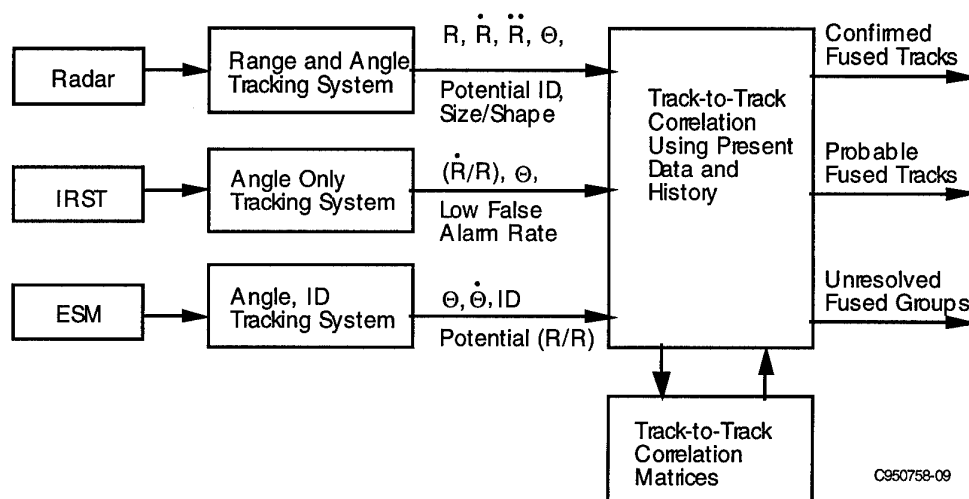 Radar
Range and Angle
Tracking System
R, Ṙ, R̈, Θ,
Potential ID,
Size/Shape
IRST
Angle Only
Tracking System
(Ṙ/R), Θ,
Low False
Alarm Rate
ESM
Angle, ID
Tracking System
Θ, Θ̇, ID
Potential (R/R)
Track-to-Track
Correlation
Using Present
Data and
History
Confirmed
Fused Tracks
Probable
Fused Tracks
Unresolved
Fused Groups
Track-to-Track
Correlation
Matrices
C950758-09